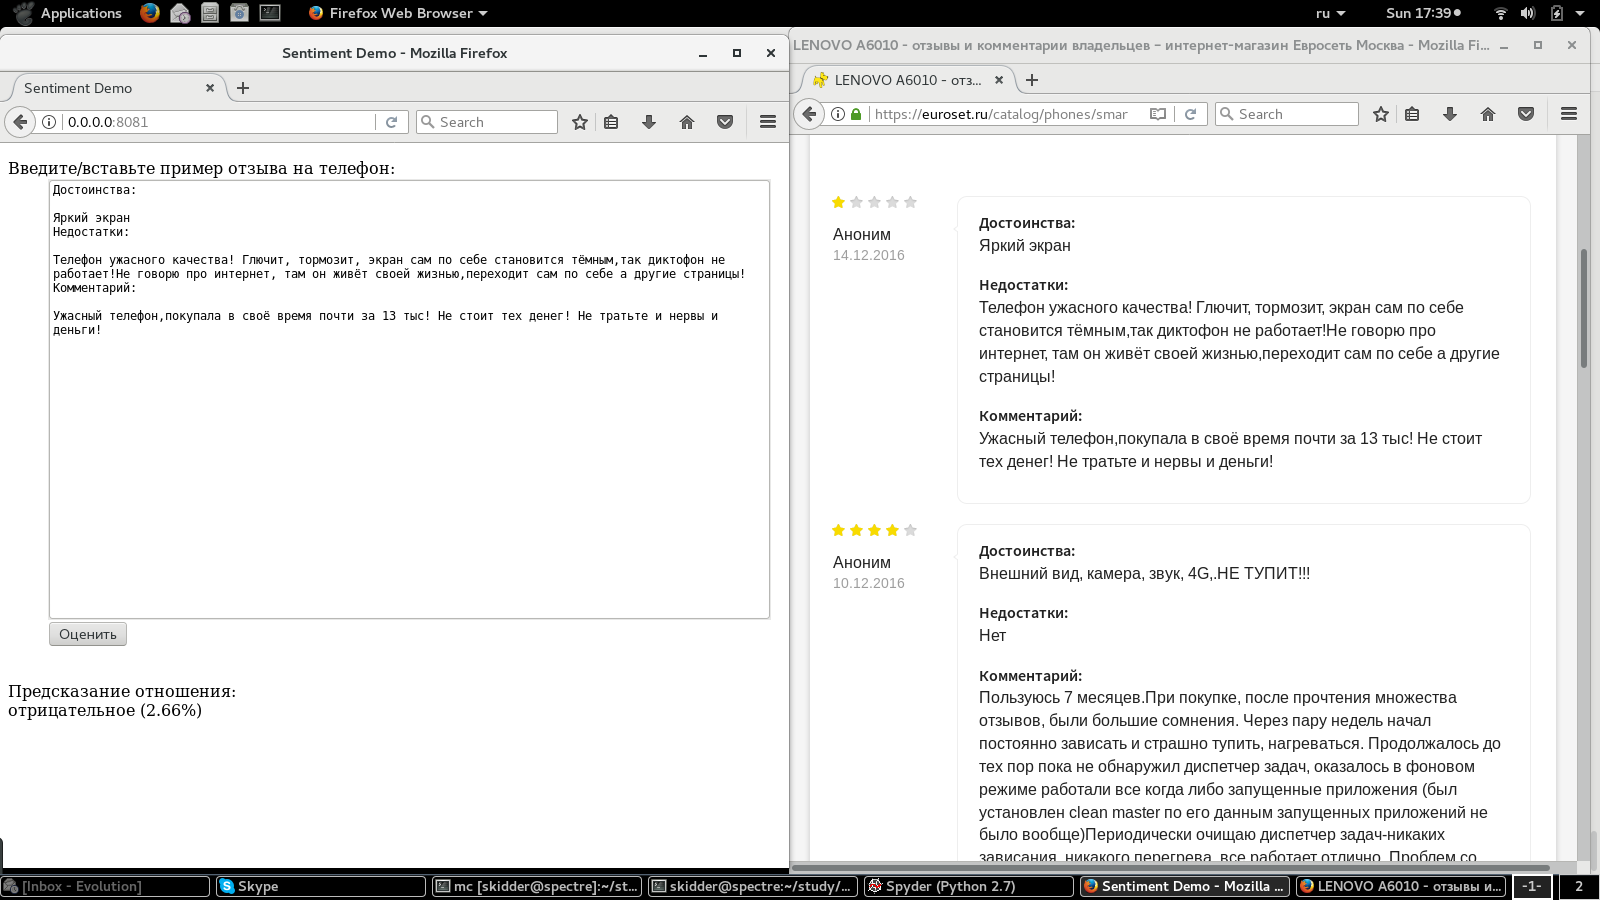 Applications
Firefox Web Browser
ru
Sun 17:39
Sentiment Demo - Mozilla Firefox
Sentiment Demo
0.0.0.0:8081
Search
Введите/вставьте пример отзыва на телефон:
Достоинства:
Яркий экран
Недостатки:
Телефон ужасного качества! Глючит, тормозит, экран сам по себе становится тёмным,так диктофон не
работает!Не говорю про интернет, там он живёт своей жизнью,переходит сам по себе а другие страницы!
Комментарий:
Ужасный телефон,покупала в своё время почти за 13 тыс! Не стоит тех денег! Не тратьте и нервы и
деньги!
Оценить
Предсказание отношения:
отрицательное (2.66%)
LENOVO A6010 - отзывы и комментарии владельцев – интернет-магазин Евросеть Москва - Mozilla Fi...
LENOVO A6010 - отз...
https://euroset.ru/catalog/phones/smar
Search
Аноним
14.12.2016
Достоинства:
Яркий экран
Недостатки:
Телефон ужасного качества! Глючит, тормозит, экран сам по себе
становится тёмным,так диктофон не работает!Не говорю про
интернет, там он живёт своей жизнью,переходит сам по себе а другие
страницы!
Комментарий:
Ужасный телефон,покупала в своё время почти за 13 тыс! Не стоит
тех денег! Не тратьте и нервы и деньги!
Аноним
10.12.2016
Достоинства:
Внешний вид, камера, звук, 4G,.НЕ ТУПИТ!!!
Недостатки:
Нет
Комментарий:
Пользуюсь 7 месяцев.При покупке, после прочтения множества
отзывов, были большие сомнения. Через пару недель начал
постоянно зависать и страшно тупить, нагреваться. Продолжалось до
тех пор пока не обнаружил диспетчер задач, оказалось в фоновом
режиме работали все когда либо запущенные приложения (был
установлен clean master по его данным запущенных приложений не
было вообще)Периодически очищаю диспетчер задач-никаких
зависания, никакого перегрева, все работает отлично. Проблем со
[Inbox - Evolution]
Skype
mc [skidder@spectre]:~/st...
skidder@spectre:~/study/...
Spyder (Python 2.7)
Sentiment Demo - Mozilla ...
LENOVO A6010 - отзывы и...
-1-
2